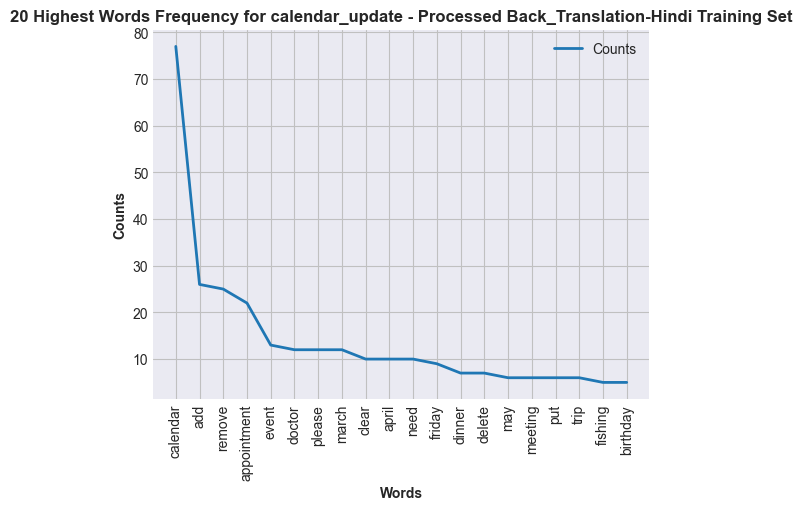 20 Highest Words Frequency for calendar_update - Processed Back_Translation-Hindi Training Set
Counts
80
70
60
50
40
30
20
10
Counts
calendar
add
remove
appointment
event
doctor
please
march
clear
april
need
friday
dinner
delete
may
meeting
put
trip
fishing
birthday
Words